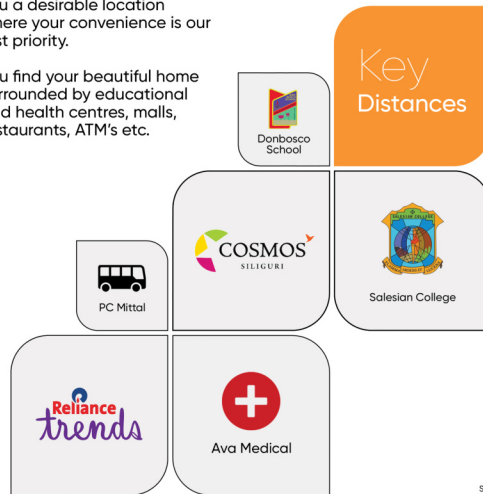 u a desirable location
ere your convenience is our
st priority.
u find your beautiful home
rrounded by educational
d health centres, malls,
staurants, ATM's etc.
Key
Distances
Donbosco
School
COSMOS
SILIGURI
Salesian College
PC Mittal
Reliance
trends
Ava Medical